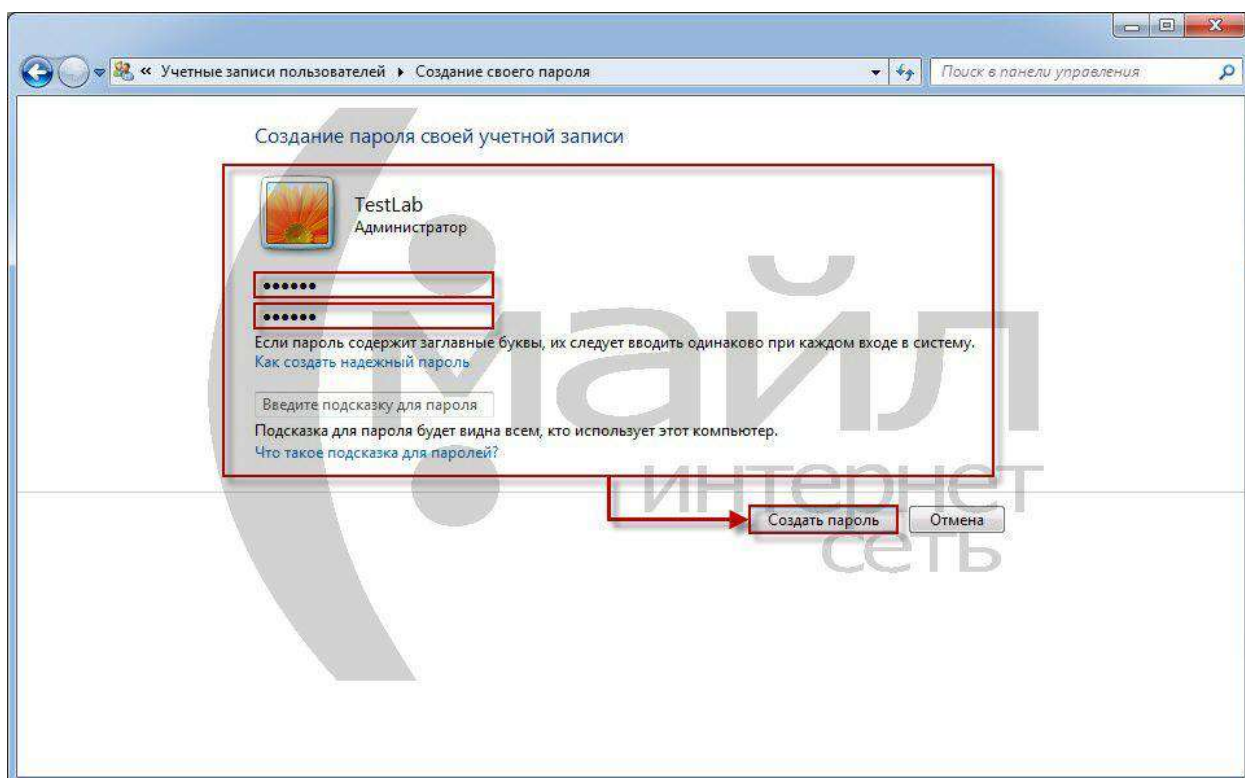 « Учетные записи пользователей ▸ Создание своего пароля
Поиск в панели управления
Создание пароля своей учетной записи
TestLab
Администратор
••••••
••••••
Если пароль содержит заглавные буквы, их следует вводить одинаково при каждом входе в систему.
Как создать надежный пароль
Введите подсказку для пароля
Подсказка для пароля будет видна всем, кто использует этот компьютер.
Что такое подсказка для паролей?
Создать пароль
Отмена
майл
интернет
сеть